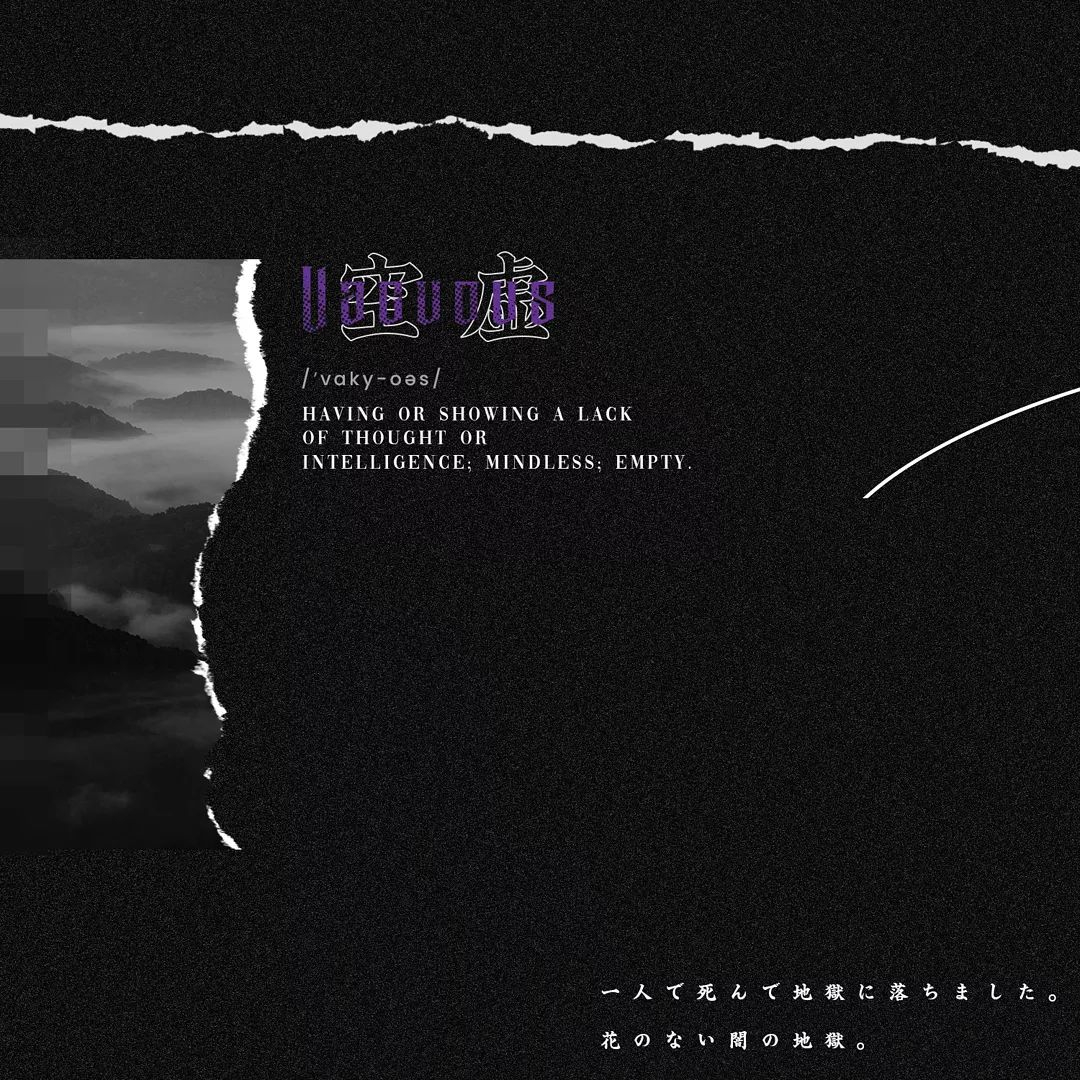 Vacuous
空虚
/ˈvaky-oəs/
HAVING OR SHOWING A LACK
OF THOUGHT OR
INTELLIGENCE; MINDLESS; EMPTY.
一人で死んで地獄に落ちました。
花のない闇の地獄。